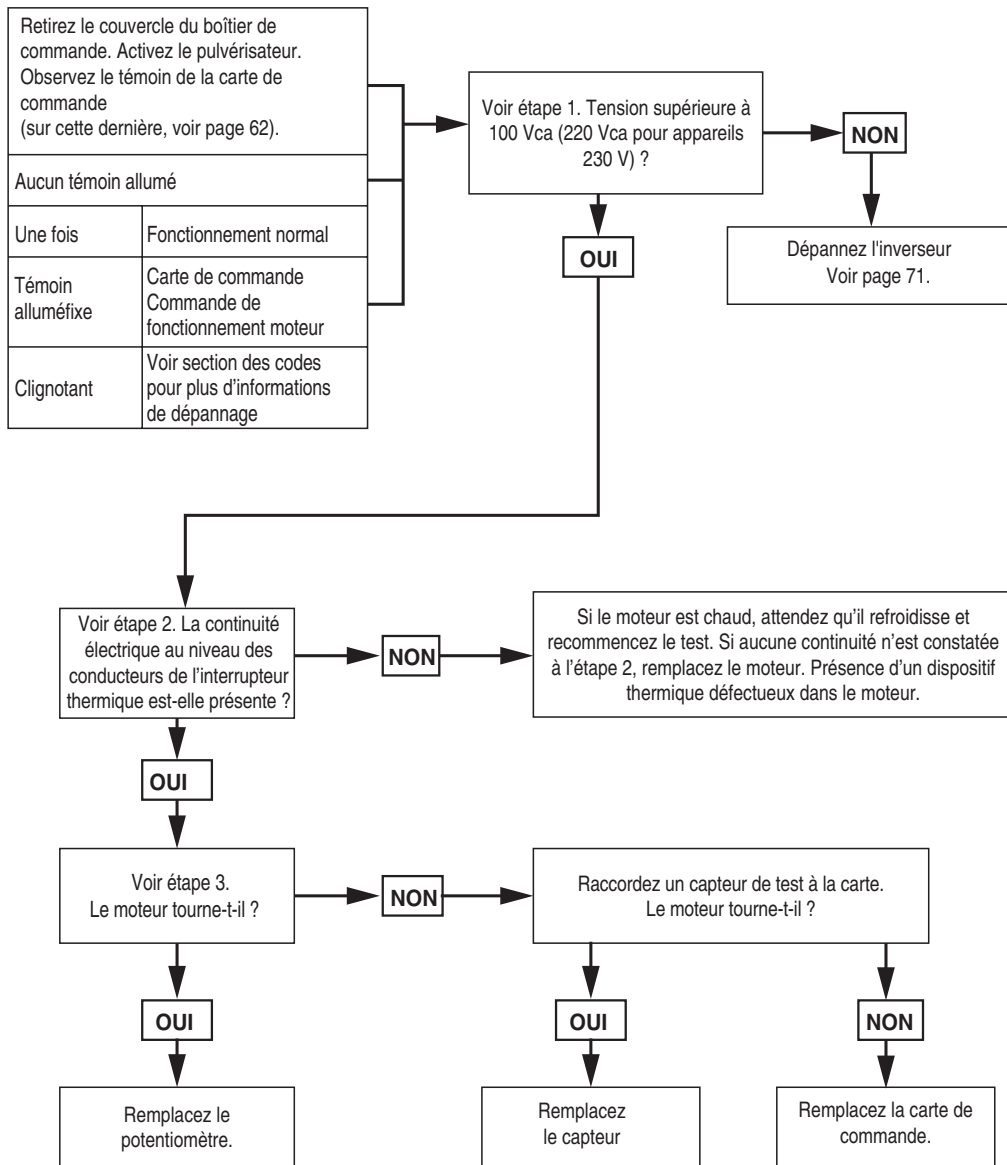 Retirez le couvercle du boîtier de
commande. Activez le pulvérisateur.
Observez le témoin de la carte de
commande
(sur cette dernière, voir page 62).
Aucun témoin allumé
Une fois
Fonctionnement normal
Témoin
alluméfixe
Carte de commande
Commande de
fonctionnement moteur
Clignotant
Voir section des codes
pour plus d'informations
de dépannage
Voir étape 1. Tension supérieure à
100 Vca (220 Vca pour appareils
230 V) ?
NON
Dépannez l'inverseur
Voir page 71.
OUI
Voir étape 2. La continuité
électrique au niveau des
conducteurs de l’interrupteur
thermique est-elle présente ?
NON
Si le moteur est chaud, attendez qu’il refroidisse et
recommencez le test. Si aucune continuité n’est constatée
à l’étape 2, remplacez le moteur. Présence d’un dispositif
thermique défectueux dans le moteur.
OUI
Voir étape 3.
Le moteur tourne-t-il ?
NON
Raccordez un capteur de test à la carte.
Le moteur tourne-t-il ?
OUI
OUI
NON
Remplacez le
potentiomètre.
Remplacez
le capteur
Remplacez la carte de
commande.